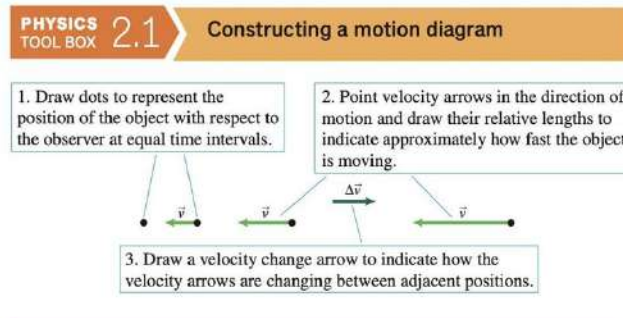 PHYSICS
TOOL BOX 2.1
Constructing a motion diagram
1. Draw dots to represent the
position of the object with respect to
the observer at equal time intervals.
2. Point velocity arrows in the direction of
motion and draw their relative lengths to
indicate approximately how fast the object
is moving.
Δv⃗
v⃗
v⃗
v⃗
3. Draw a velocity change arrow to indicate how the
velocity arrows are changing between adjacent positions.